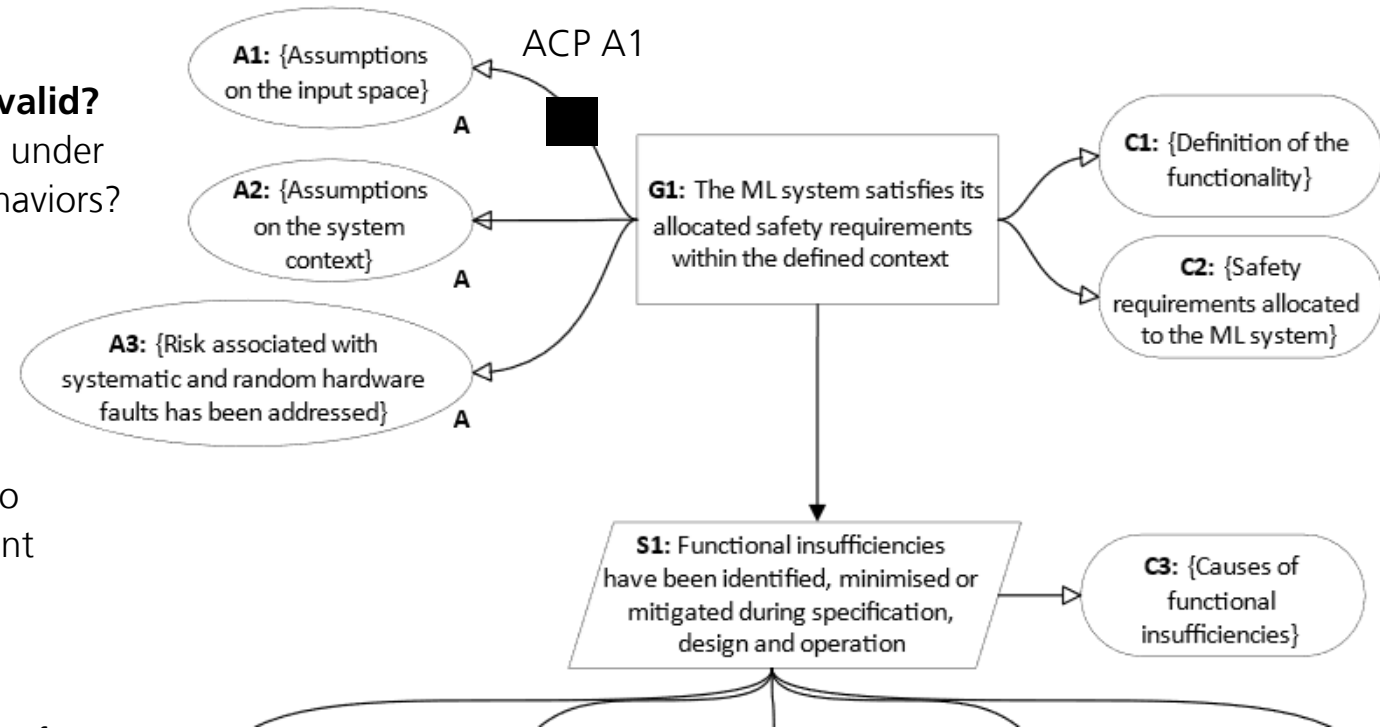 ACP A1
A1: {Assumptions
on the input space}
A
valid?
under
haviors?
A2: {Assumptions
on the system
context}
A
G1: The ML system satisfies its
allocated safety requirements
within the defined context
C1: {Definition of the
functionality}
C2: {Safety
requirements allocated
to the ML system}
A3: {Risk associated with
systematic and random hardware
faults has been addressed}
A
nt
S1: Functional insufficiencies
have been identified, minimised or
mitigated during specification,
design and operation
C3: {Causes of
functional
insufficiencies}